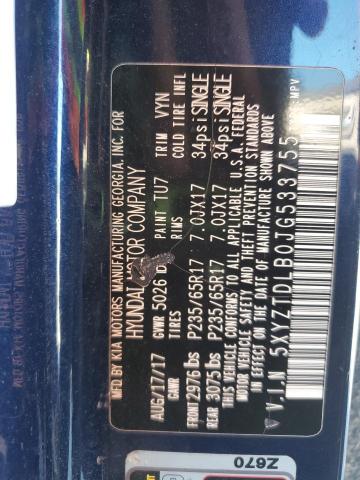 MFD. BY KIA MOTORS MANUFACTURING GEORGIA, INC. FOR
HYUNDAI MOTOR COMPANY
AUG/17/17 GVWR 5026 lbs PAINT TU7 TRIM VYN
GAWR TIRES RIMS COLD TIRE INFL
FRONT 2976 lbs P235/65R17 7.0JX17 34psi SINGLE
REAR 3075 lbs P235/65R17 7.0JX17 34psi SINGLE
THIS VEHICLE CONFORMS TO ALL APPLICABLE U.S.A. FEDERAL
MOTOR VEHICLE SAFETY, BUMPER, AND THEFT PREVENTION
STANDARDS IN EFFECT ON THE DATE OF MANUFACTURE SHOWN ABOVE.
V.I.N 5XYZTDLB0JG533755
MPV
Z670